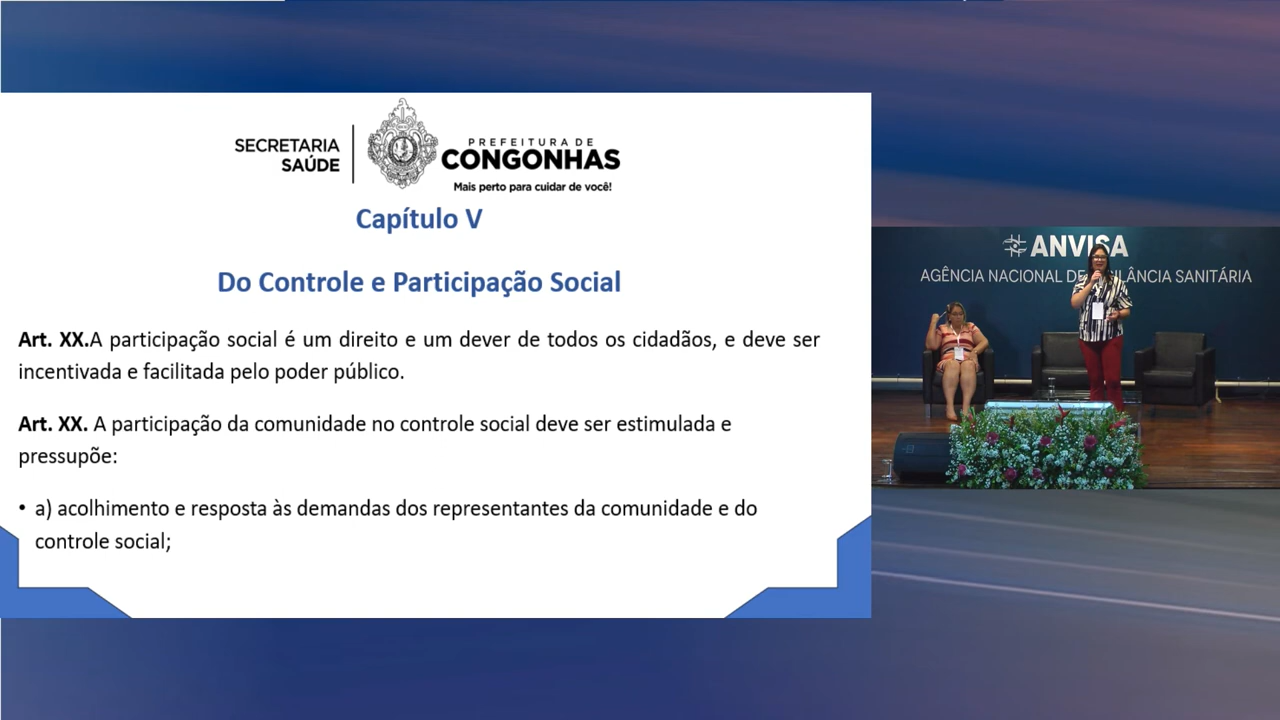 SECRETARIA
SAÚDE
PREFEITURA DE
CONGONHAS
Mais perto para cuidar de você!
Capítulo V
Do Controle e Participação Social
Art. XX.A participação social é um direito e um dever de todos os cidadãos, e deve ser
incentivada e facilitada pelo poder público.
Art. XX. A participação da comunidade no controle social deve ser estimulada e
pressupõe:
• a) acolhimento e resposta às demandas dos representantes da comunidade e do
controle social;
ANVISA
AGÊNCIA NACIONAL DE VIGILÂNCIA SANITÁRIA